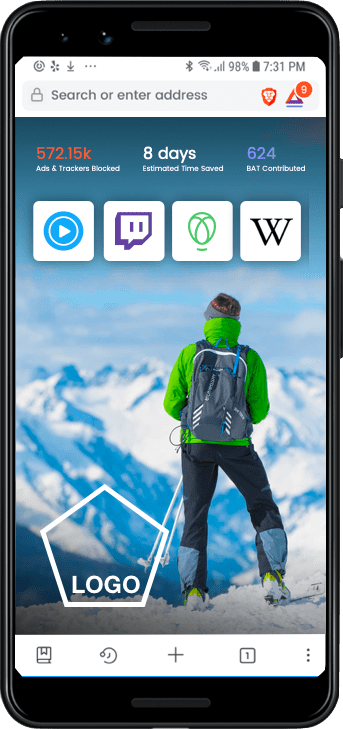 98% 7:31 PM
Search or enter address
9
572.15k 8 days 624
Ads & Trackers Blocked Estimated Time Saved BAT Contributed
W
LOGO
1